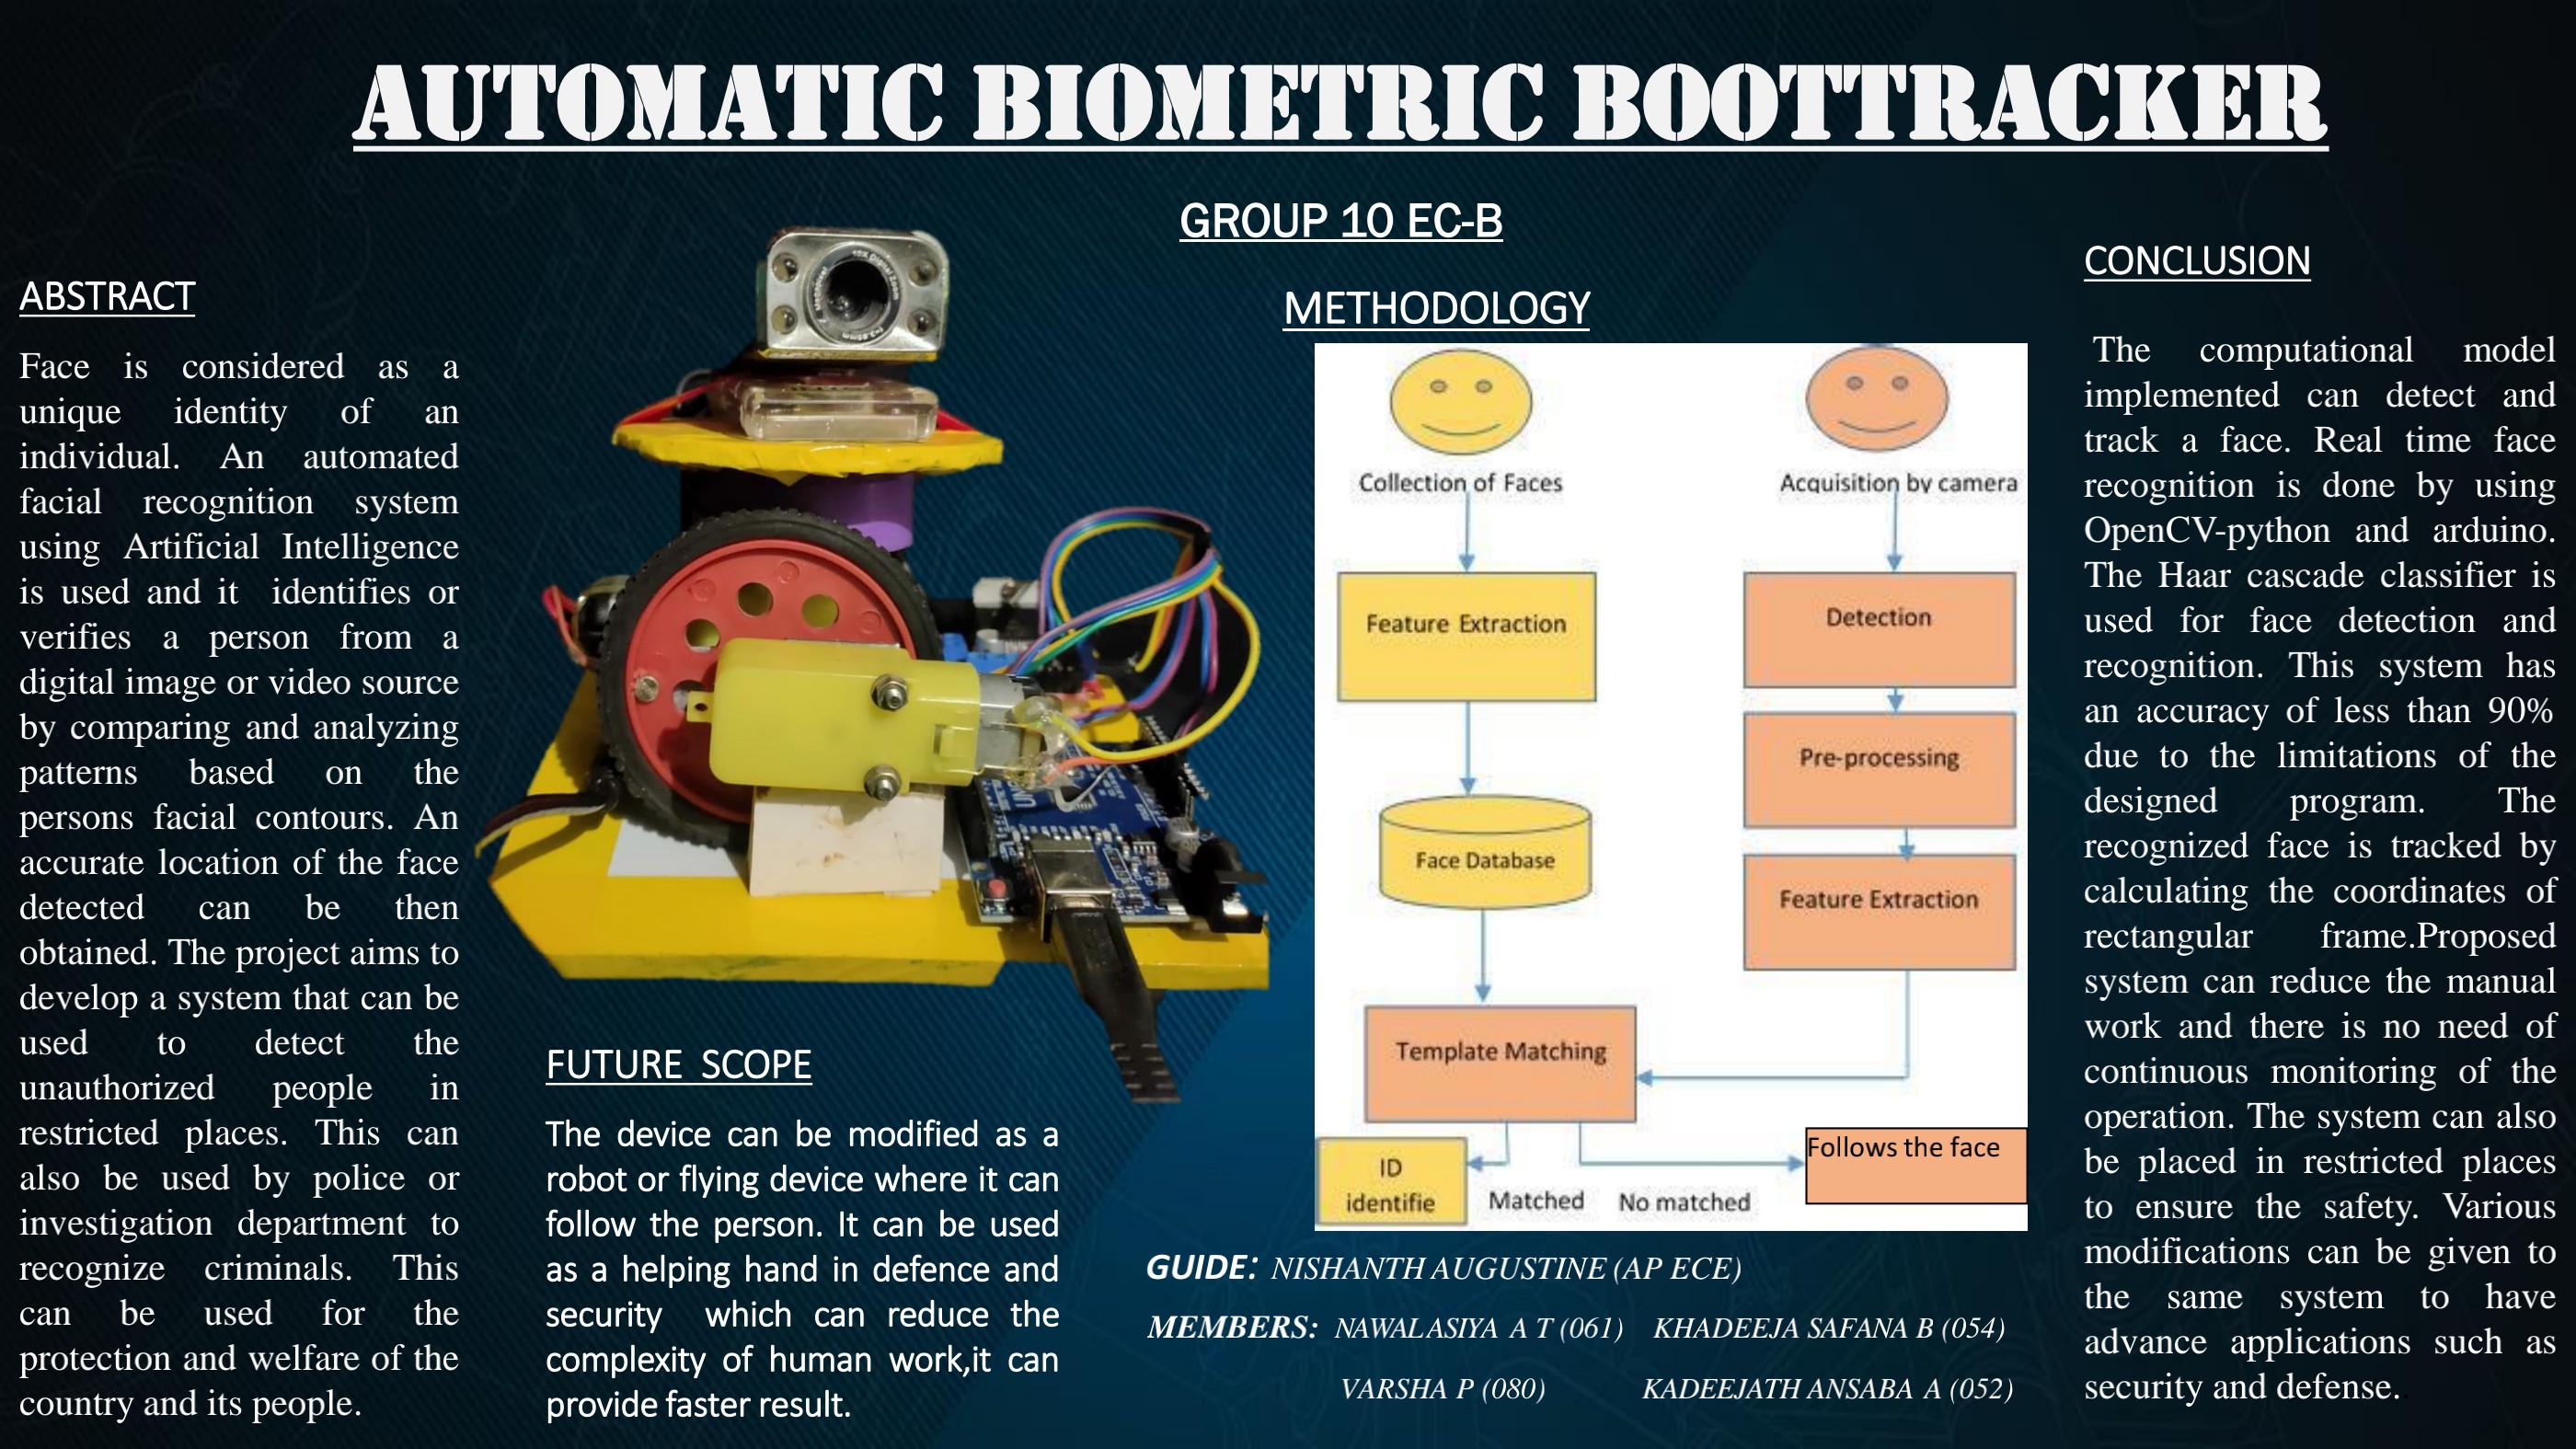 AUTOMATIC BIOMETRIC BOOTTRACKER
GROUP 10 EC-B
ABSTRACT
Face is considered as a
unique identity of an
individual. An automated
facial recognition system
using Artificial Intelligence
is used and it identifies or
verifies a person from a
digital image or video source
by comparing and analyzing
patterns based on the
persons facial contours. An
accurate location of the face
detected can be then
obtained. The project aims to
develop a system that can be
used to detect the
unauthorized people in
restricted places. This can
also be used by police or
investigation department to
recognize criminals. This
can be used for the
protection and welfare of the
country and its people.
FUTURE SCOPE
The device can be modified as a
robot or flying device where it can
follow the person. It can be used
as a helping hand in defence and
security which can reduce the
complexity of human work,it can
provide faster result.
METHODOLOGY
Collection of Faces
Acquisition by camera
Feature Extraction
Detection
Pre-processing
Face Database
Feature Extraction
Template Matching
ID
identifie
Matched
No matched
Follows the face
GUIDE: NISHANTH AUGUSTINE (AP ECE)
MEMBERS: NAWALASIYA A T (061) KHADEEJA SAFANA B (054)
VARSHA P (080) KADEEJATH ANSABA A (052)
CONCLUSION
The computational model
implemented can detect and
track a face. Real time face
recognition is done by using
OpenCV-python and arduino.
The Haar cascade classifier is
used for face detection and
recognition. This system has
an accuracy of less than 90%
due to the limitations of the
designed program. The
recognized face is tracked by
calculating the coordinates of
rectangular frame.Proposed
system can reduce the manual
work and there is no need of
continuous monitoring of the
operation. The system can also
be placed in restricted places
to ensure the safety. Various
modifications can be given to
the same system to have
advance applications such as
security and defense.